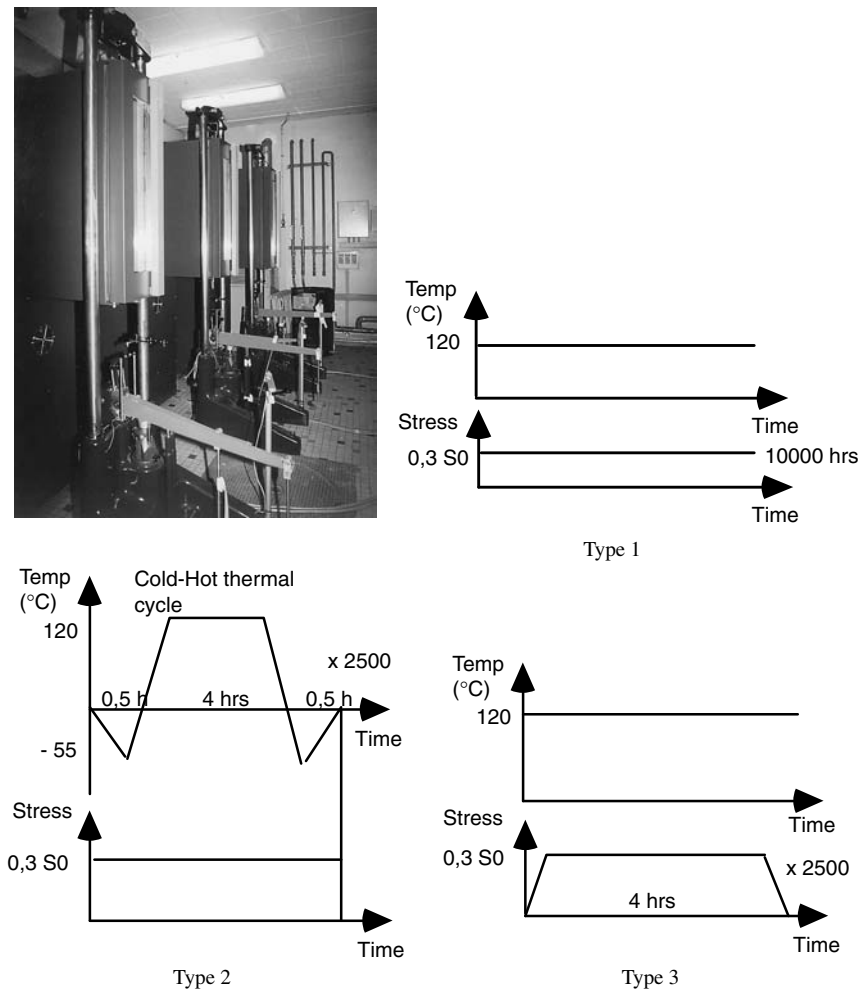 Temp
(°C)
120
Time
Stress
0,3 S0
10000 hrs
Time
Type 1
Temp
(°C)
Cold-Hot thermal
cycle
120
x 2500
0,5 h
4 hrs
0,5 h
Time
- 55
Stress
0,3 S0
Time
Type 2
Temp
(°C)
120
Time
Stress
0,3 S0
x 2500
4 hrs
Time
Type 3